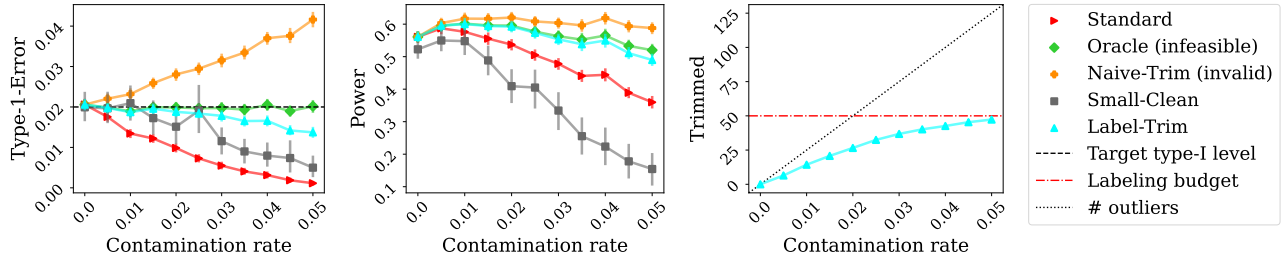 Type-1-Error
0.04
0.03
0.02
0.01
0.00
0.0
0.01
0.02
0.03
0.04
0.05
Contamination rate
Power
0.6
0.5
0.4
0.3
0.2
0.1
0.0
0.01
0.02
0.03
0.04
0.05
Contamination rate
Trimmed
125
100
75
50
25
0
0.0
0.01
0.02
0.03
0.04
0.05
Contamination rate
Standard
Oracle (infeasible)
Naive-Trim (invalid)
Small-Clean
Label-Trim
Target type-I level
Labeling budget
# outliers